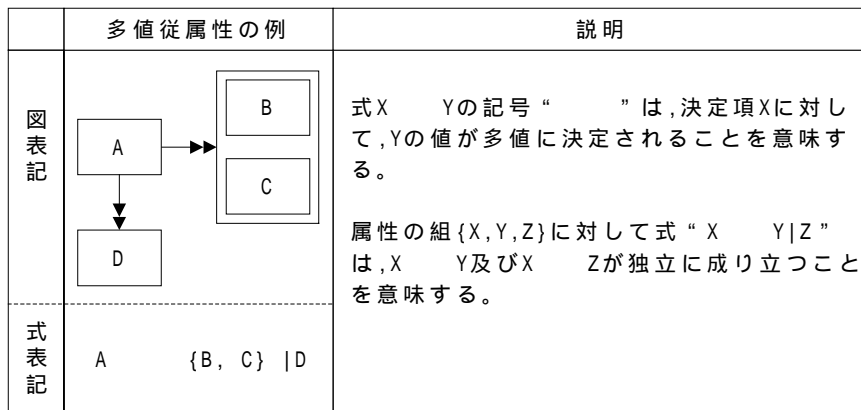 多値従属性の例 説明
図表記
A
B
C
D
式X Yの記号“ ”は,決定項Xに対し
て,Yの値が多値に決定されることを意味す
る。
属性の組{X,Y,Z}に対して式“X Y|Z”
は,X Y及びX Zが独立に成り立つこと
を意味する。
式表記
A {B, C} |D